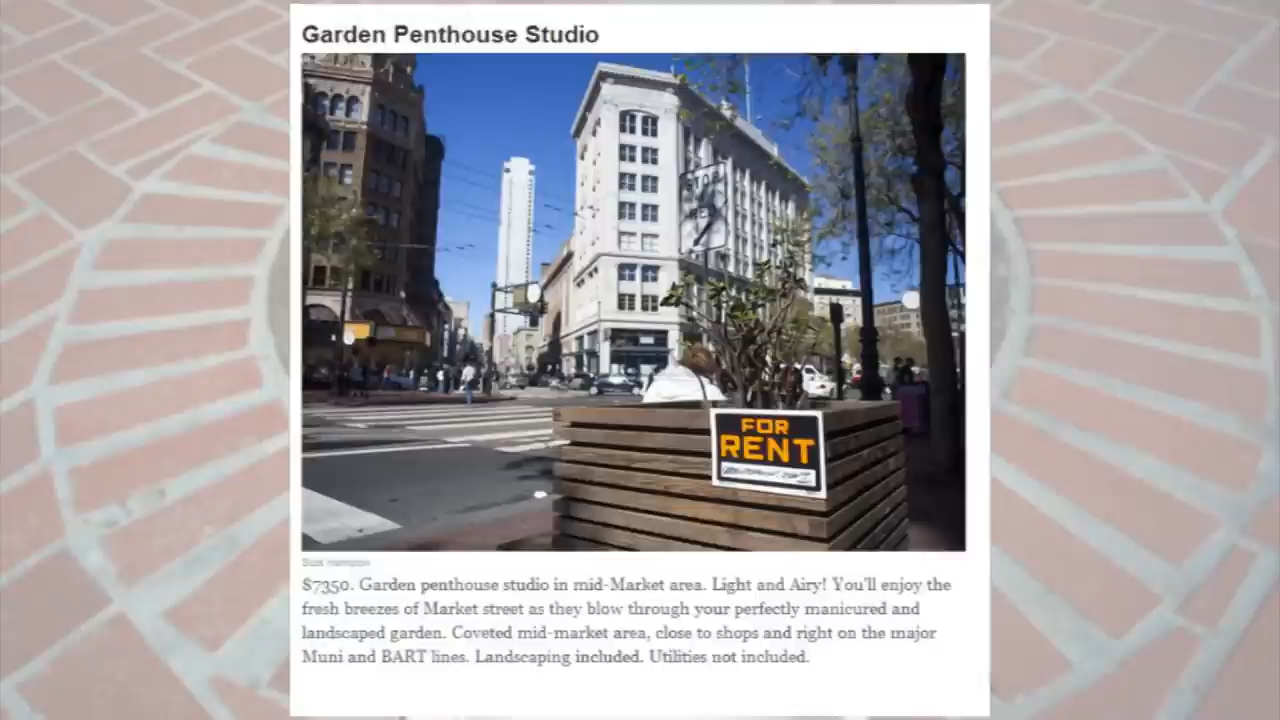 Garden Penthouse Studio
FOR
RENT
$7350. Garden penthouse studio in mid-Market area. Light and Airy! You'll enjoy the
fresh breezes of Market street as they blow through your perfectly manicured and
landscaped garden. Coveted mid-market area, close to shops and right on the major
Muni and BART lines. Landscaping included. Utilities not included.